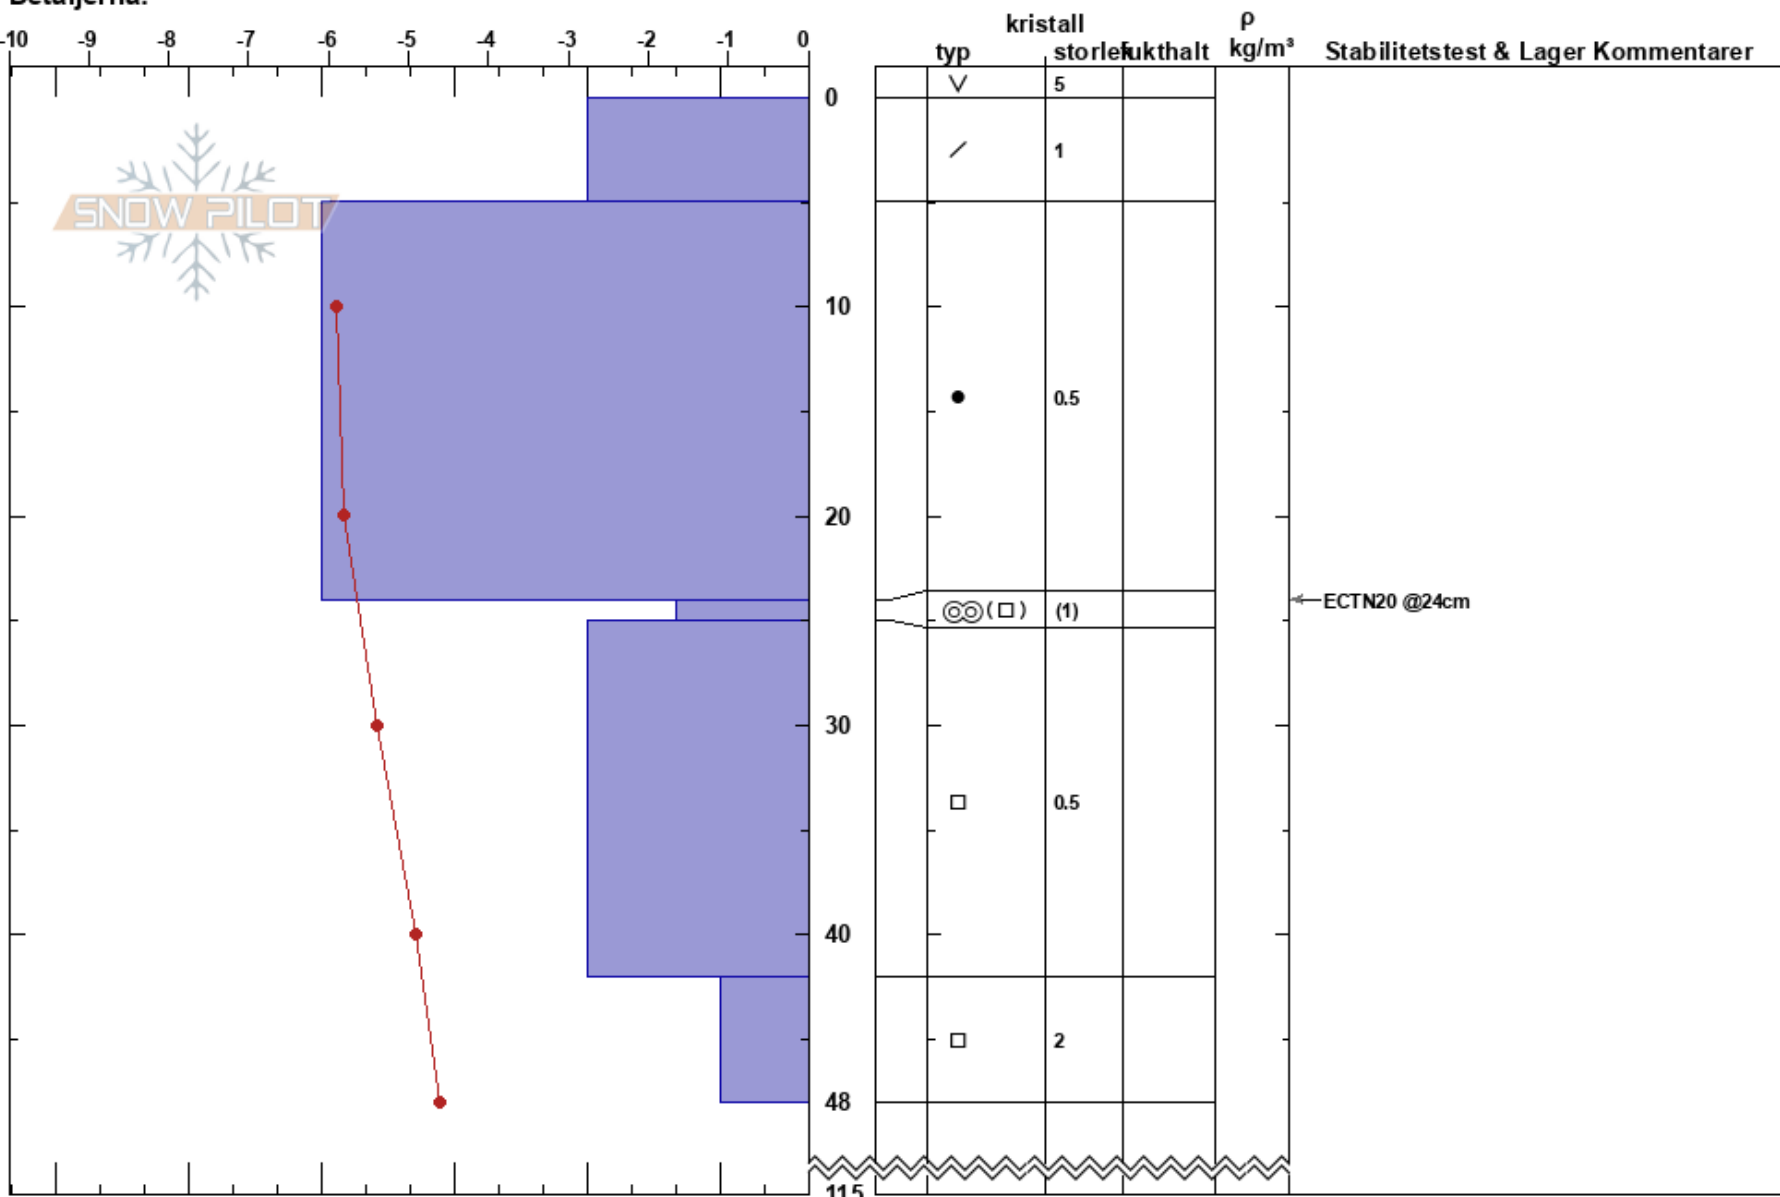 Detaljerna:
kristall ρ
-10 -9 -8 -7 -6 -5 -4 -3 -2 -1 0
typ storlek fukthalt kg/m³ Stabilitetstest & Lager Kommentarer
5
0
1
SNOW PILOT
10
0.5
20
(1)
ECTN20 @24cm
30
0.5
40
2
48
115